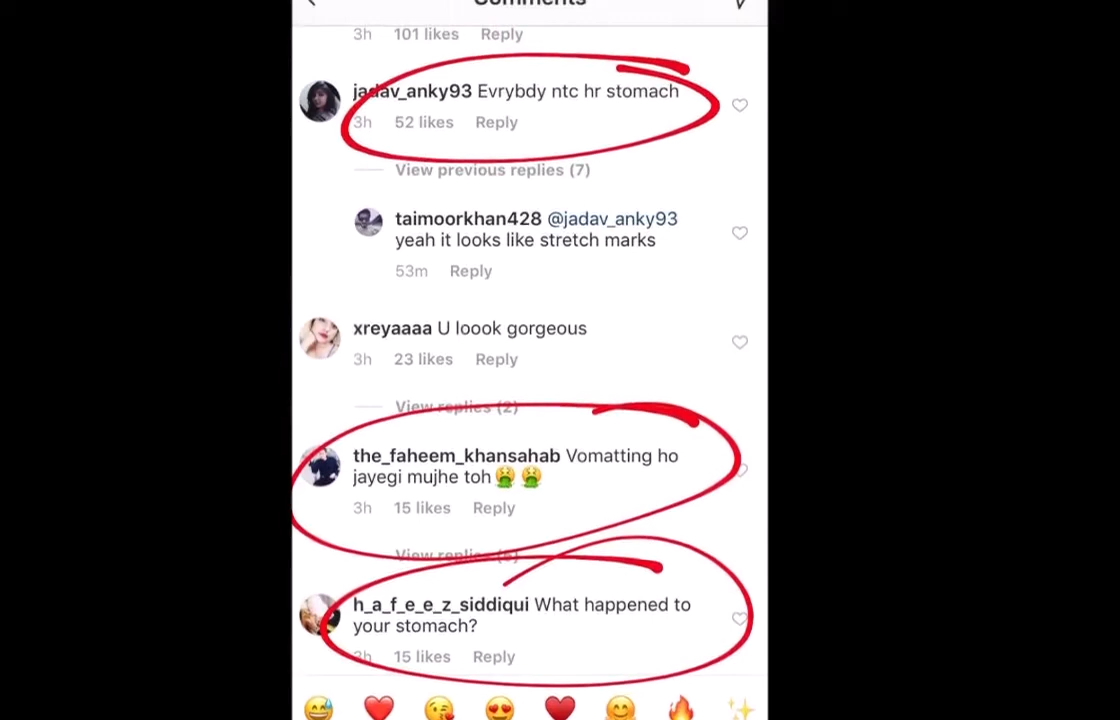 Comments
3h 101 likes Reply
jadav_anky93 Evrybdy ntc hr stomach
3h 52 likes Reply
View previous replies (7)
taimoorkhan428 @jadav_anky93
yeah it looks like stretch marks
53m Reply
xreyaaaa U loook gorgeous
3h 23 likes Reply
View replies (2)
the_faheem_khansahab Vomatting ho
jayegi mujhe toh🤮🤮
3h 15 likes Reply
View replies (5)
h_a_f_e_e_z_siddiqui What happened to
your stomach?
3h 15 likes Reply